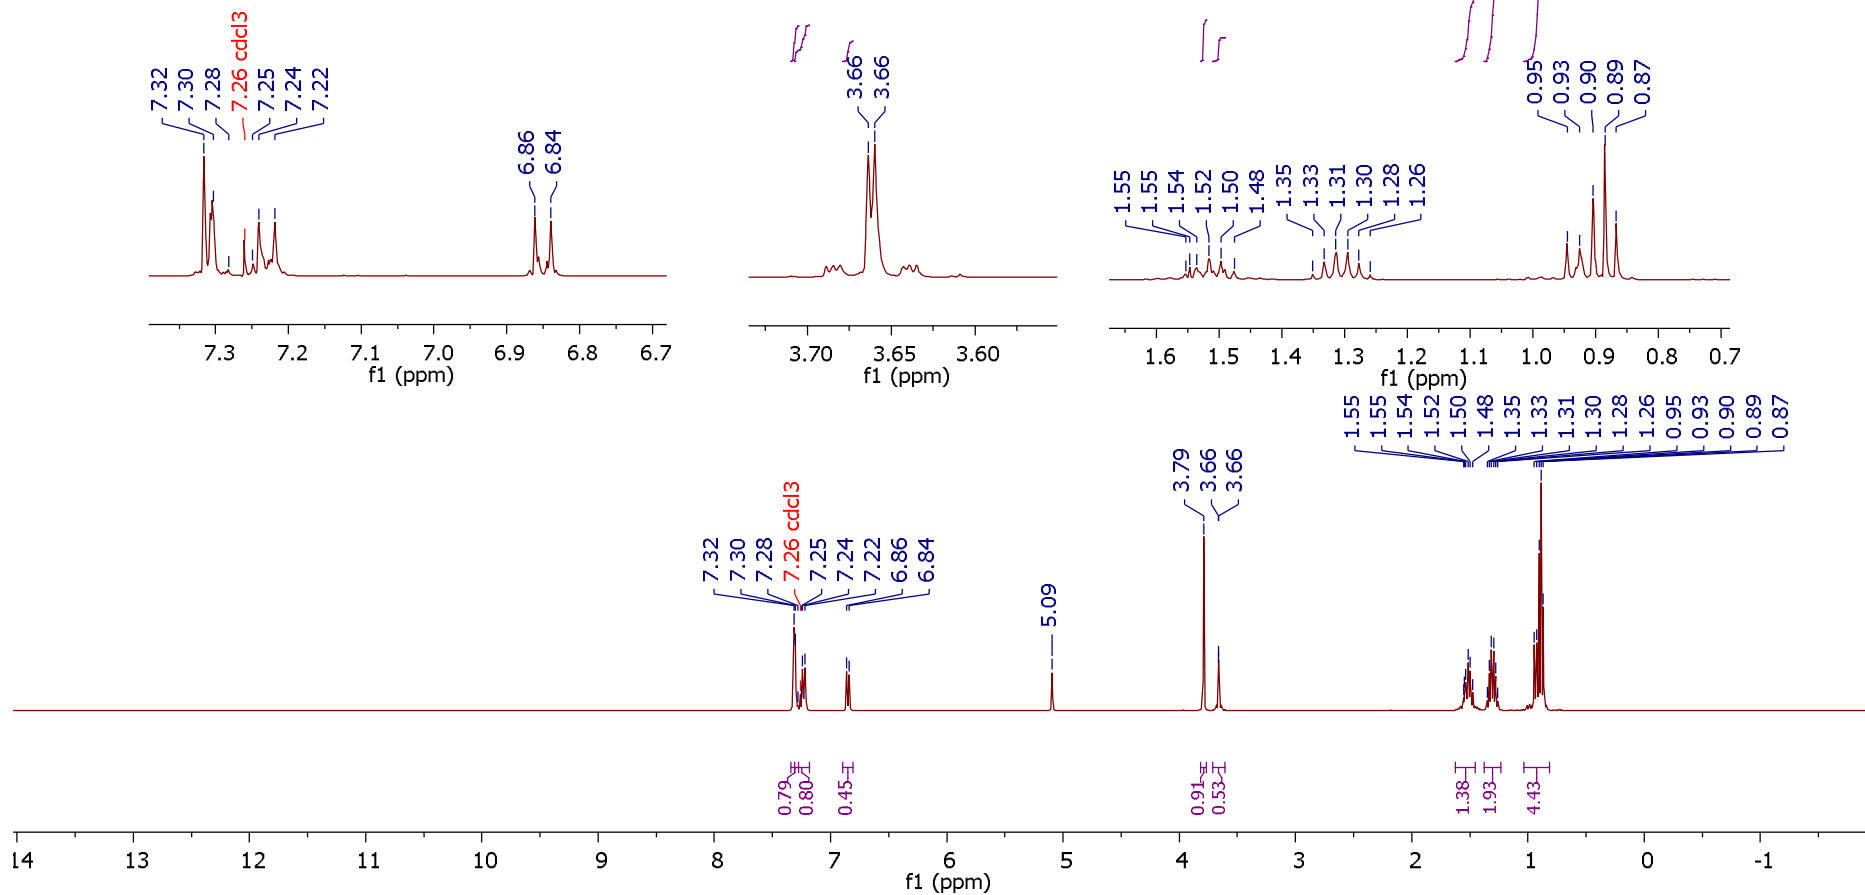 7.32 7.30 7.28 7.26 cdcl3 7.25 7.24 7.22 6.86 6.84
3.66 3.66
1.55 1.55 1.54 1.52 1.50 1.48 1.35 1.33 1.31 1.30 1.28 1.26 0.95 0.93 0.90 0.89 0.87
7.3 7.2 7.1 7.0 6.9 6.8 6.7
f1 (ppm)
3.70 3.65 3.60
f1 (ppm)
1.6 1.5 1.4 1.3 1.2 1.1 1.0 0.9 0.8 0.7
f1 (ppm)
7.32 7.30 7.28 7.26 cdcl3 7.25 7.24 7.22 6.86 6.84
5.09
3.79 3.66 3.66
1.55 1.55 1.54 1.52 1.50 1.48 1.35 1.33 1.31 1.30 1.28 1.26 0.95 0.93 0.90 0.89 0.87
0.79 0.80 0.45 0.91 0.53 1.38 1.93 4.43
14 13 12 11 10 9 8 7 6 5 4 3 2 1 0 -1
f1 (ppm)